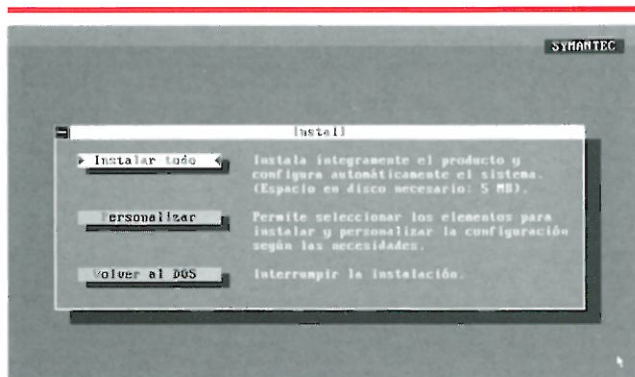 SYMANTEC
Install
Instalar todo
Instala íntegramente el producto y
configura automáticamente el sistema.
(Espacio en disco necesario: 5 MB).
Personalizar
Permite seleccionar los elementos para
instalar y personalizar la configuración
según las necesidades.
Volver al DOS
Interrumpir la instalación.